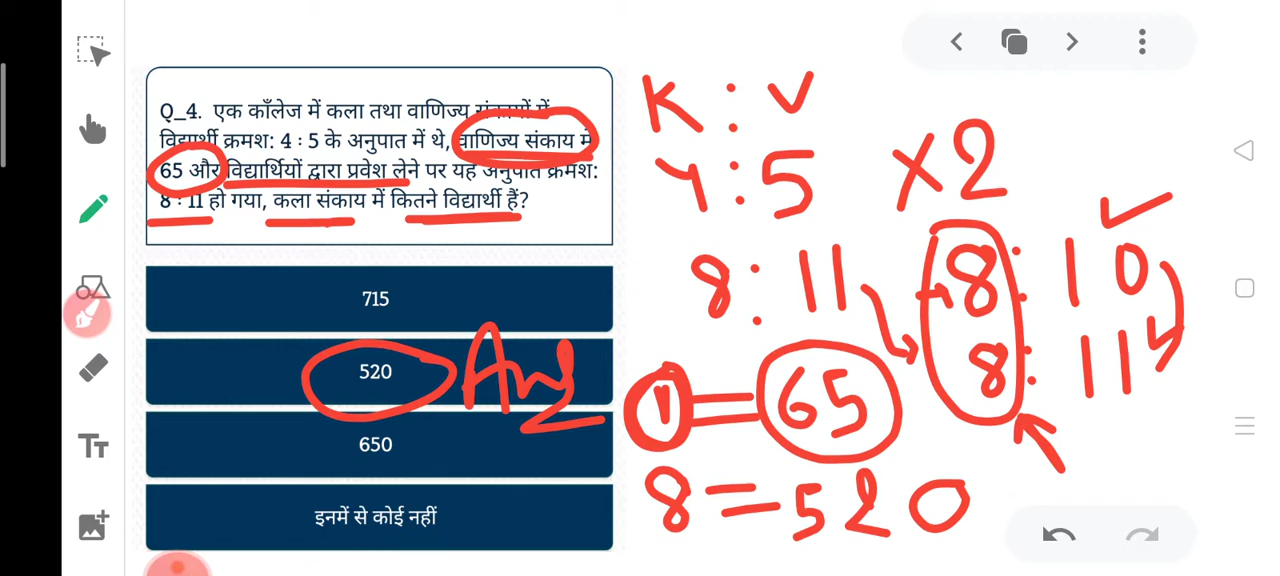 Q_4. एक कॉलेज में कला तथा वाणिज्य संकायों में
विद्यार्थी क्रमश: 4 : 5 के अनुपात में थे, वाणिज्य संकाय में
65 और विद्यार्थियों द्वारा प्रवेश लेने पर यह अनुपात क्रमश:
8 : 11 हो गया, कला संकाय में कितने विद्यार्थी हैं?
715
520 Ans
650
इनमें से कोई नहीं
K : V
4 : 5 ×2
8 : 11
8 : 10
8 : 11
1 = 65
8 = 520
Tт